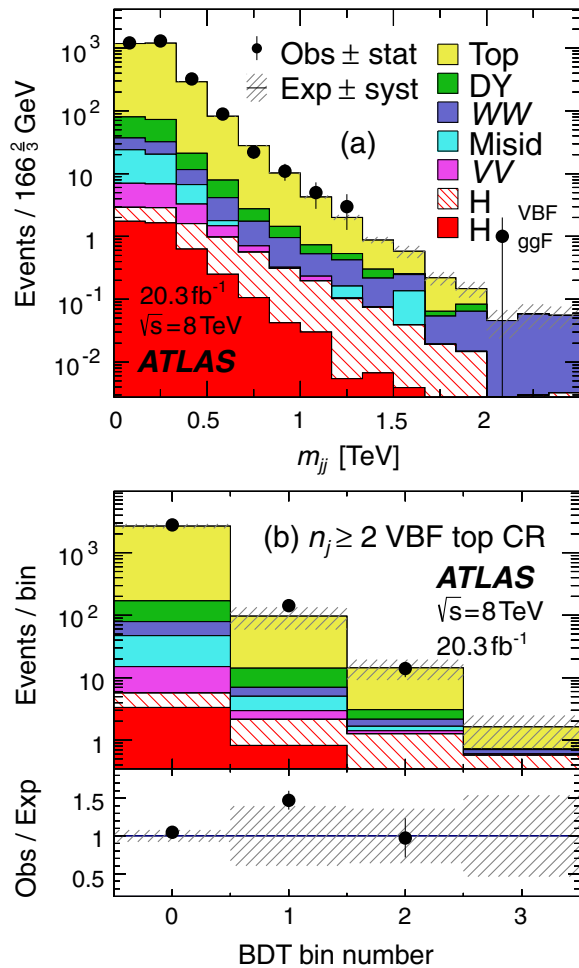 10³
10²
10
1
10⁻¹
10⁻²
Events / 166 ⅔ GeV
Obs ± stat
Exp ± syst
(a)
Top
DY
WW
Misid
VV
H VBF
H ggF
20.3 fb⁻¹
√s = 8 TeV
ATLAS
0 0.5 1 1.5 2
m_jj [TeV]
(b) n_j ≥ 2 VBF top CR
ATLAS
√s = 8 TeV
20.3 fb⁻¹
10³
10²
10
1
Events / bin
1.5
1
0.5
Obs / Exp
0 1 2 3
BDT bin number